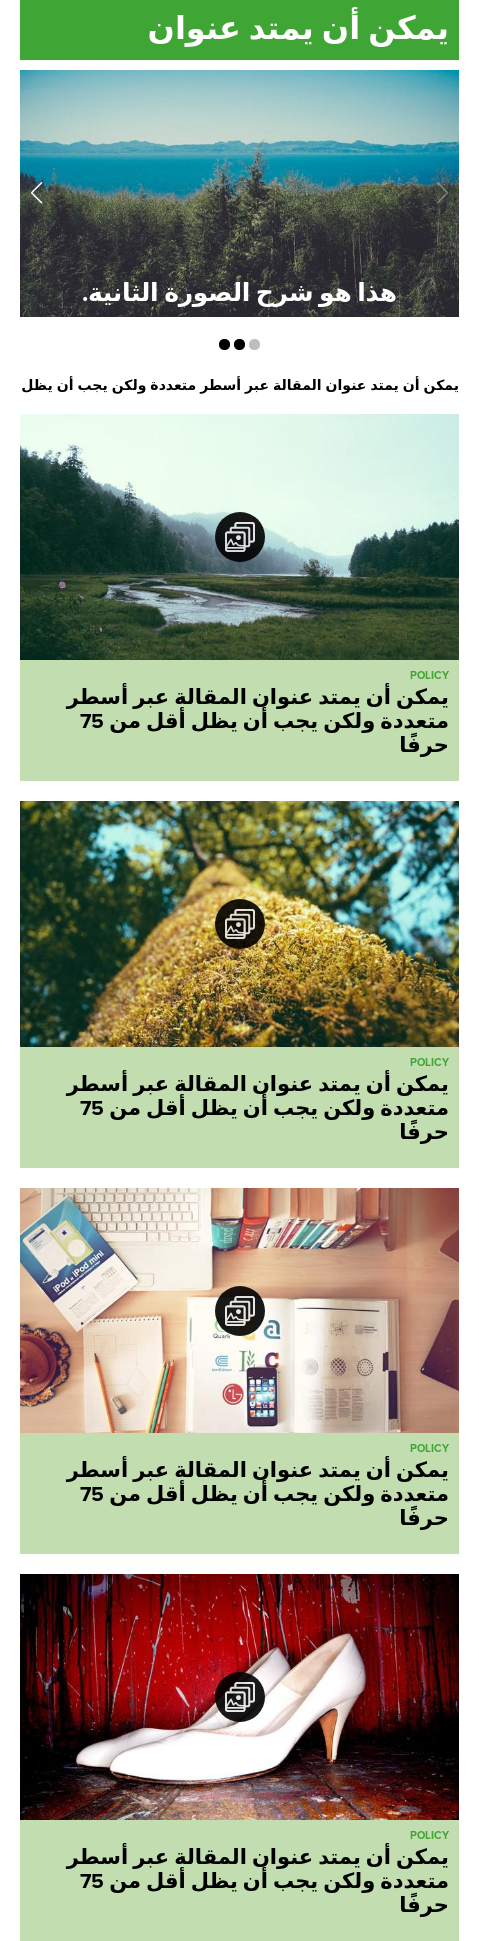 يمكن أن يمتد عنوان
هذا هو شرح الصورة الثانية.
يمكن أن يمتد عنوان المقالة عبر أسطر متعددة ولكن يجب أن يظل
POLICY
يمكن أن يمتد عنوان المقالة عبر أسطر
متعددة ولكن يجب أن يظل أقل من 75
حرفًا
POLICY
يمكن أن يمتد عنوان المقالة عبر أسطر
متعددة ولكن يجب أن يظل أقل من 75
حرفًا
iPod + iPod mini
Quark
POLICY
يمكن أن يمتد عنوان المقالة عبر أسطر
متعددة ولكن يجب أن يظل أقل من 75
حرفًا
POLICY
يمكن أن يمتد عنوان المقالة عبر أسطر
متعددة ولكن يجب أن يظل أقل من 75
حرفًا